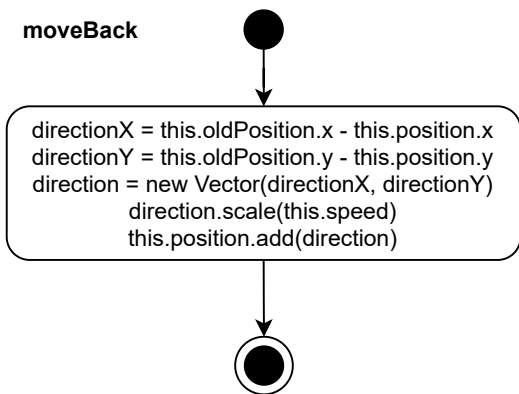 moveBack
directionX = this.oldPosition.x - this.position.x
directionY = this.oldPosition.y - this.position.y
direction = new Vector(directionX, directionY)
direction.scale(this.speed)
this.position.add(direction)